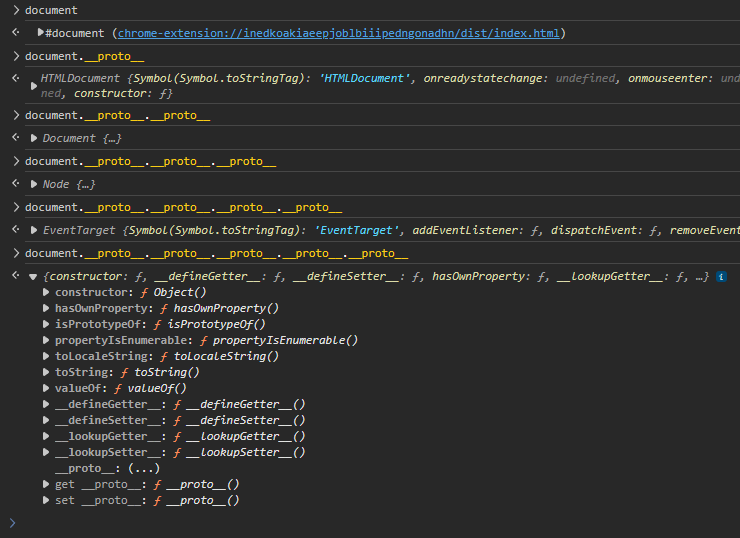 document
#document (chrome-extension://inedkoakiaeepjoblbiiipedngonadhn/dist/index.html)
document.__proto__
HTMLDocument {Symbol(Symbol.toStringTag): 'HTMLDocument', onreadystatechange: undefined, onmouseenter: und
ned, constructor: ƒ}
document.__proto__.__proto__
Document {…}
document.__proto__.__proto__.__proto__
Node {…}
document.__proto__.__proto__.__proto__.__proto__
EventTarget {Symbol(Symbol.toStringTag): 'EventTarget', addEventListener: ƒ, dispatchEvent: ƒ, removeEvent
document.__proto__.__proto__.__proto__.__proto__.__proto__
{constructor: ƒ, __defineGetter__: ƒ, __defineSetter__: ƒ, hasOwnProperty: ƒ, __lookupGetter__: ƒ, …} i
constructor: ƒ Object()
hasOwnProperty: ƒ hasOwnProperty()
isPrototypeOf: ƒ isPrototypeOf()
propertyIsEnumerable: ƒ propertyIsEnumerable()
toLocaleString: ƒ toLocaleString()
toString: ƒ toString()
valueOf: ƒ valueOf()
__defineGetter__: ƒ __defineGetter__()
__defineSetter__: ƒ __defineSetter__()
__lookupGetter__: ƒ __lookupGetter__()
__lookupSetter__: ƒ __lookupSetter__()
__proto__: (...)
get __proto__: ƒ __proto__()
set __proto__: ƒ __proto__()